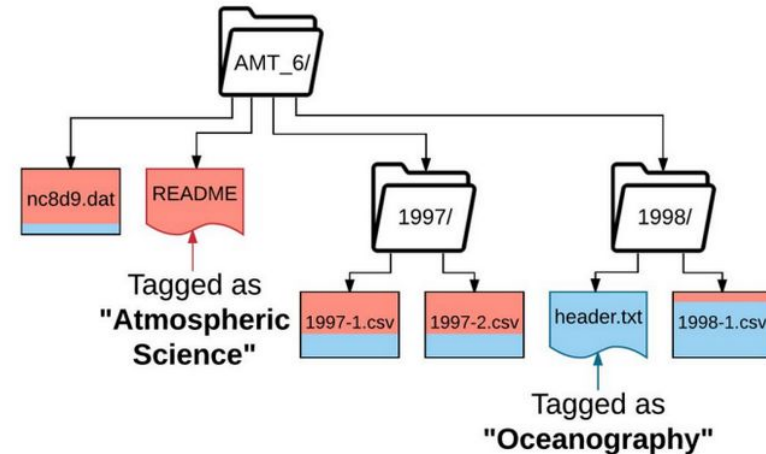 AMT_6/
nc8d9.dat
README
1997/
1998/
Tagged as
"Atmospheric
Science"
1997-1.csv
1997-2.csv
header.txt
1998-1.csv
Tagged as
"Oceanography"